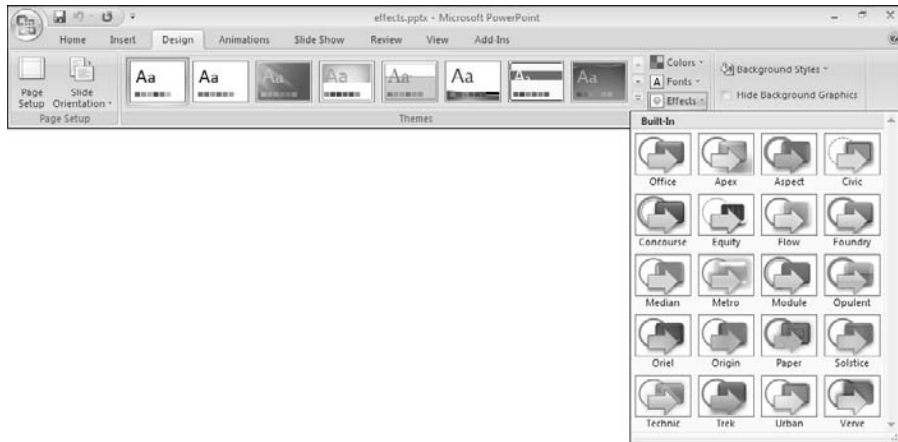 effects.pptx - Microsoft PowerPoint
Home Insert Design Animations Slide Show Review View Add-Ins
Page Setup
Slide Orientation
Aa Aa Aa Aa Aa Aa Aa Aa
Colors
Fonts
Effects
Background Styles
Hide Background Graphics
Page Setup Themes
Built-In
Office Apex Aspect Civic
Concourse Equity Flow Foundry
Median Metro Module Opulent
Oriel Origin Paper Solstice
Technic Trek Urban Verve